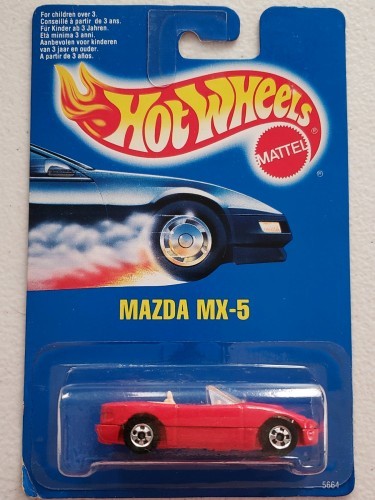 For children over 3.
Conseillé à partir de 3 ans.
Für Kinder ab 3 Jahren.
Età minima 3 anni.
Aanbevolen voor kinderen
van 3 jaar en ouder.
A partir de 3 años.
HOT WHEELS
®
MATTEL
®
MAZDA MX-5
5664